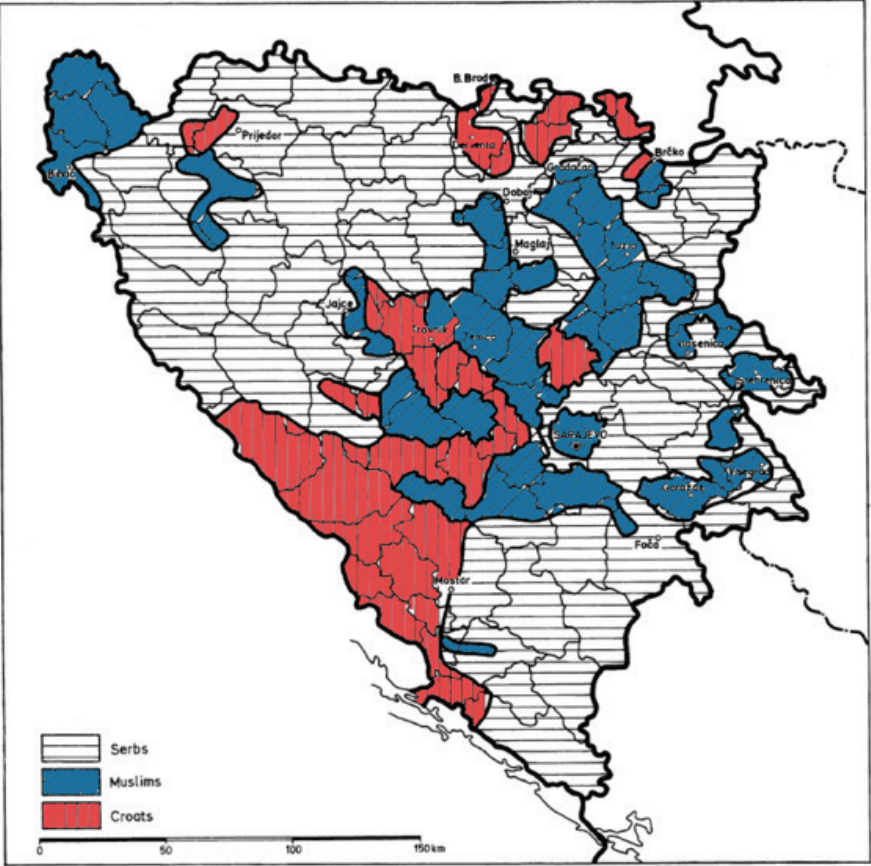 B. Brod
Prijedor
Derventa
Brčko
Gradačac
Bihać
Doboj
Maglaj
Tuzla
Jajce
Travnik
Zenica
Vlasenica
Srebrenica
SARAJEVO
Višegrad
Goražde
Foča
Mostar
Serbs
Muslims
Croats
0 50 100 150 km